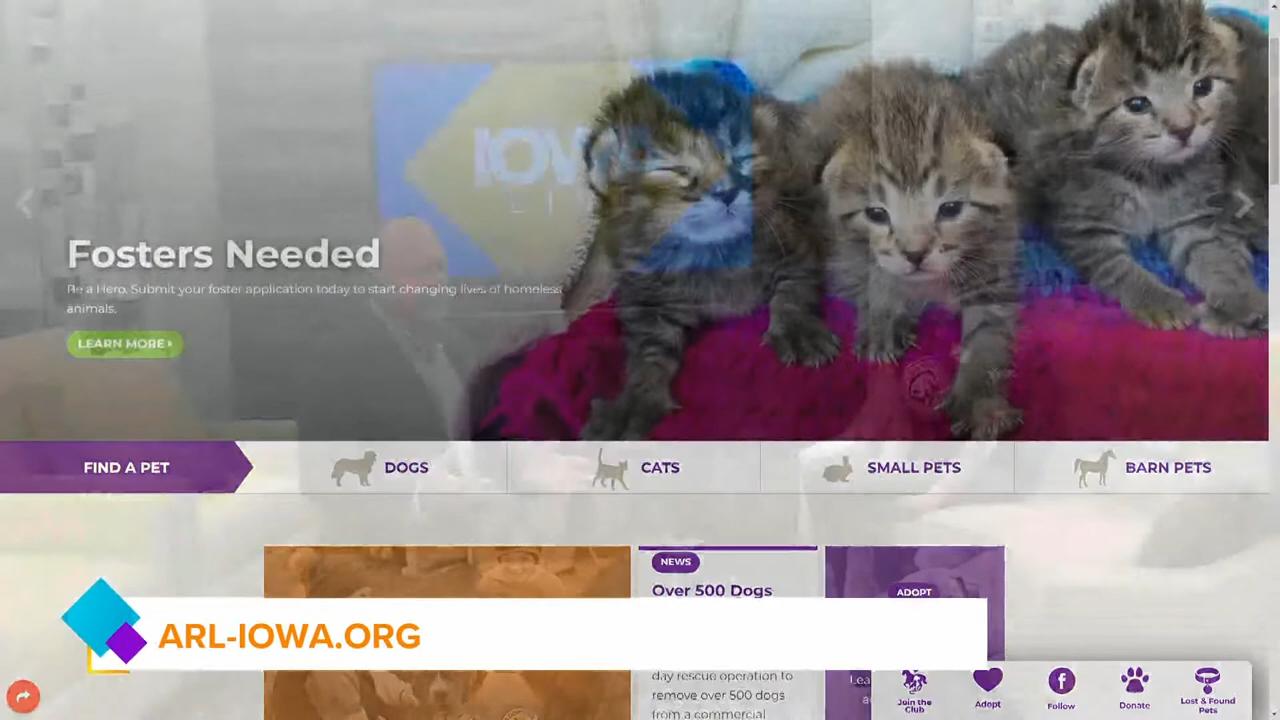 IOW
Fosters Needed
Be a Hero. Submit your foster application today to start changing lives of homeless
animals.
LEARN MORE »
FIND A PET
DOGS
CATS
SMALL PETS
BARN PETS
NEWS
Over 500 Dogs
ADOPT
ARL-IOWA.ORG
day rescue operation to
remove over 500 dogs
from a commercial
Lea
Join the
Club
Adopt
Follow
Donate
Lost & Found
Pets